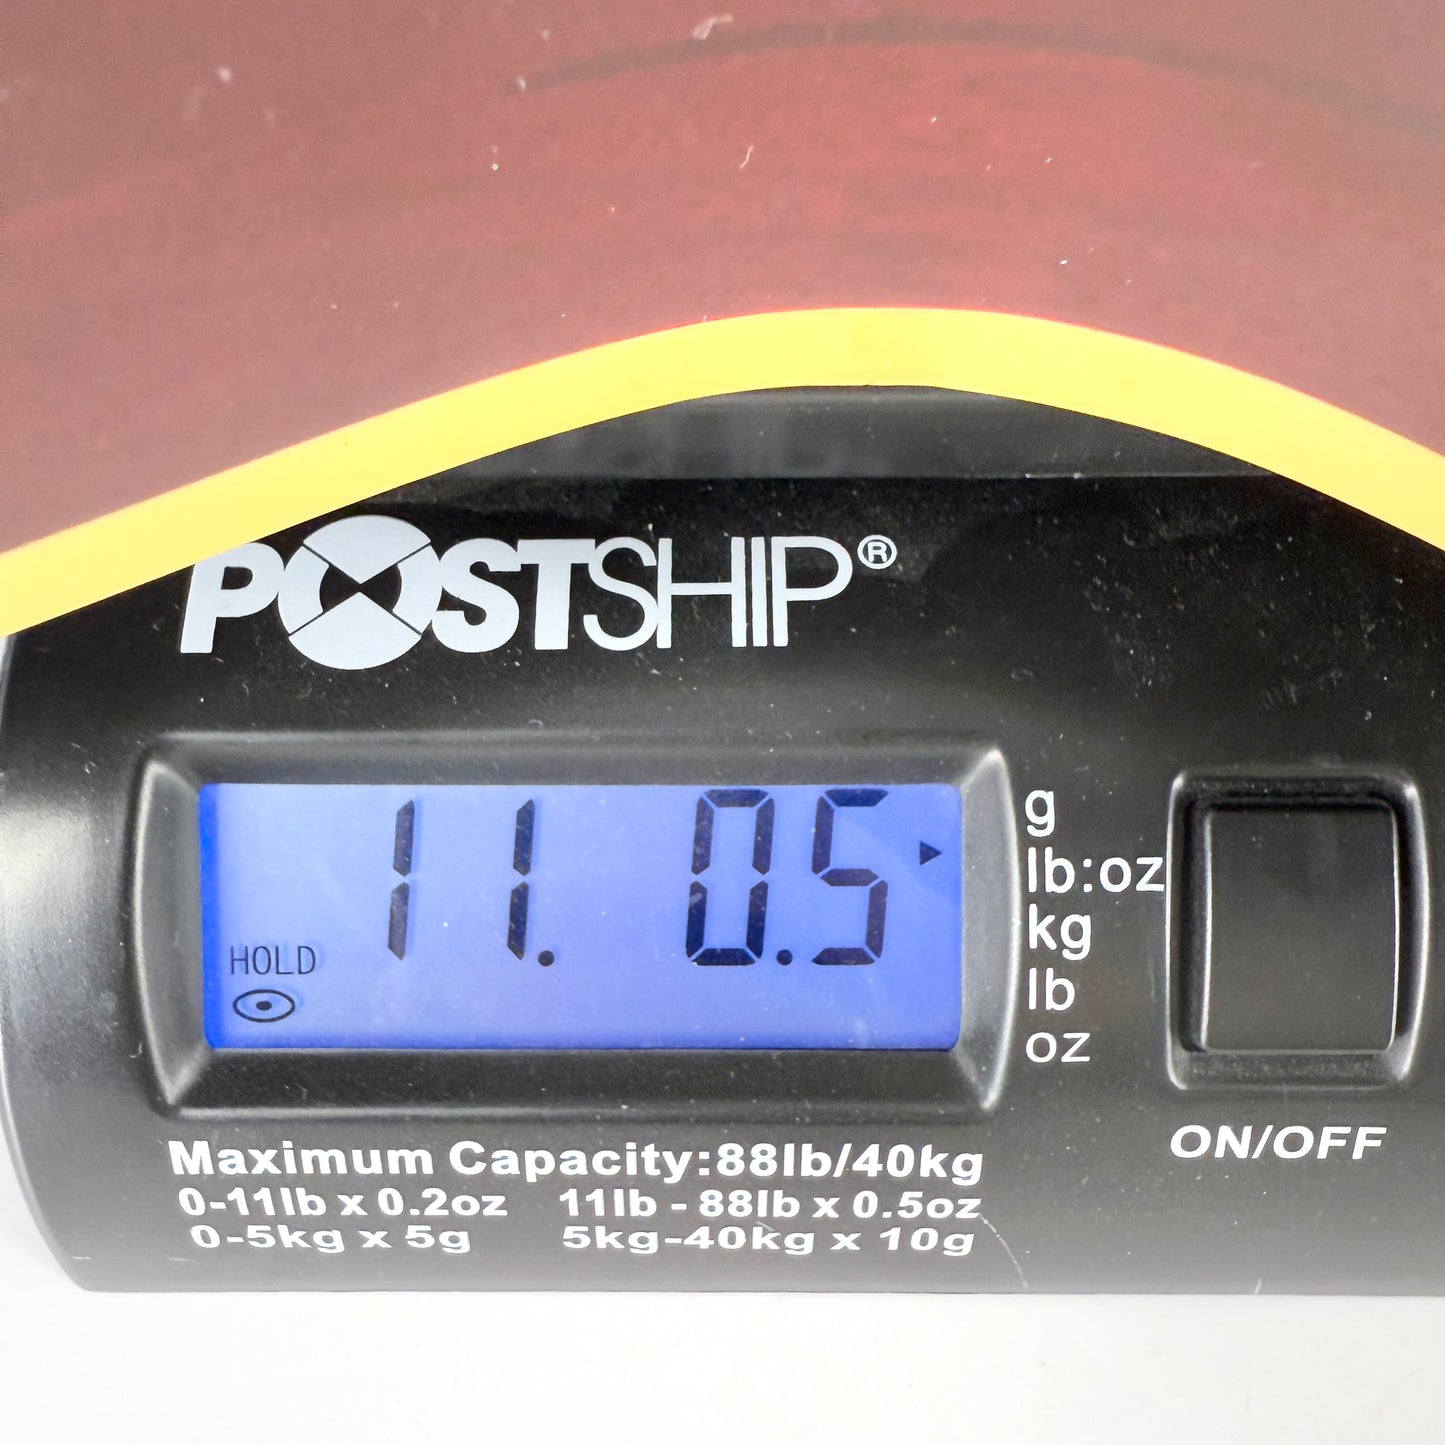 POSTSHIP®
11. 0.5
HOLD
g
lb:oz
kg
lb
oz
ON/OFF
Maximum Capacity:88lb/40kg
0-11lb x 0.2oz 11lb - 88lb x 0.5oz
0-5kg x 5g 5kg-40kg x 10g